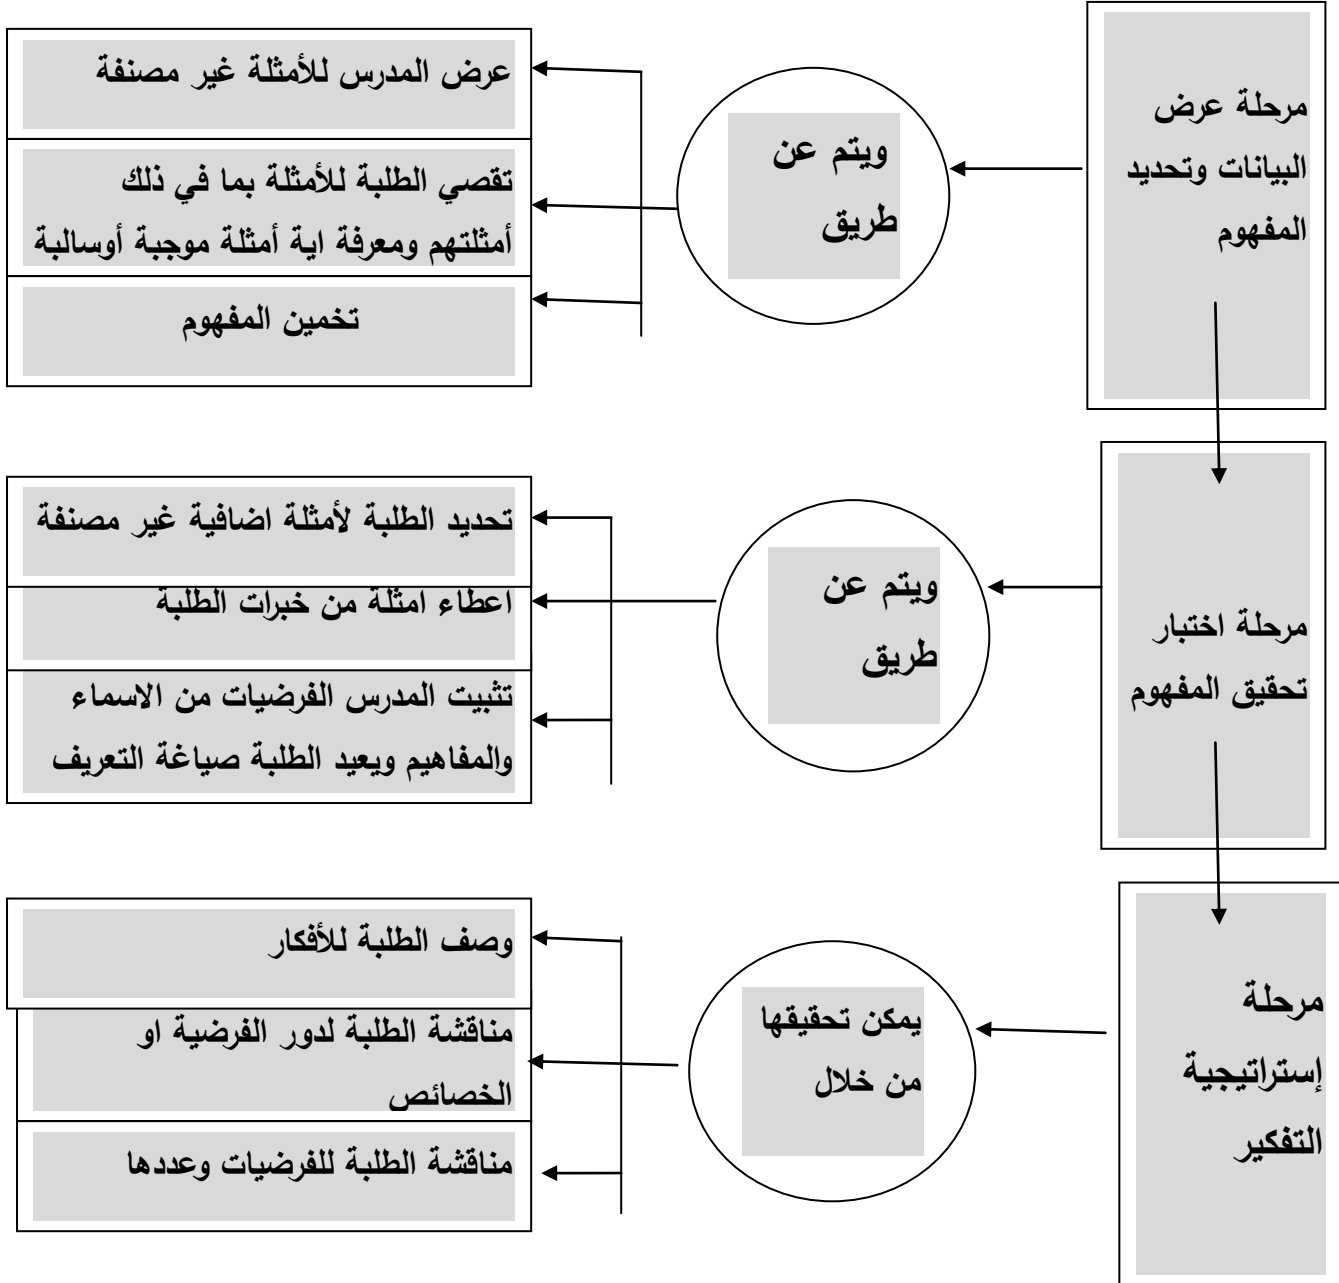 مرحلة عرض
البيانات وتحديد
المفهوم
ويتم عن
طريق
عرض المدرس للأمثلة غير مصنفة
تقصي الطلبة للأمثلة بما في ذلك
أمثلتهم ومعرفة اية أمثلة موجبة أوسالبة
تخمين المفهوم
مرحلة اختبار
تحقيق المفهوم
ويتم عن
طريق
تحديد الطلبة لأمثلة اضافية غير مصنفة
اعطاء امثلة من خبرات الطلبة
تثبيت المدرس الفرضيات من الاسماء
والمفاهيم ويعيد الطلبة صياغة التعريف
مرحلة
إستراتيجية
التفكير
يمكن تحقيقها
من خلال
وصف الطلبة للأفكار
مناقشة الطلبة لدور الفرضية او
الخصائص
مناقشة الطلبة للفرضيات وعددها